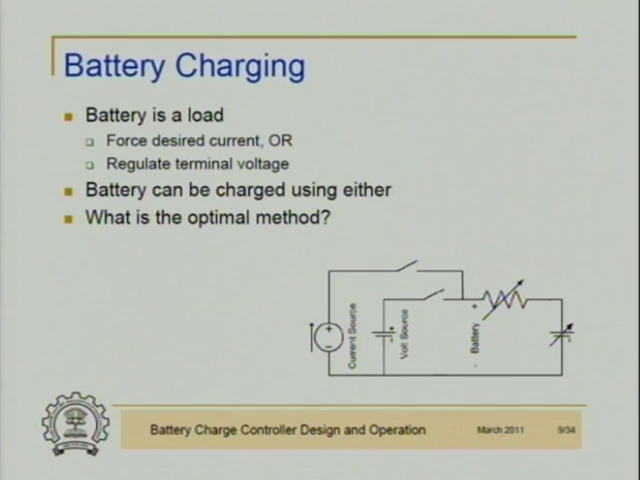 Battery Charging
Battery is a load
Force desired current, OR
Regulate terminal voltage
Battery can be charged using either
What is the optimal method?
Current Source
Volt Source
Battery
Battery Charge Controller Design and Operation
March 2011
9/34